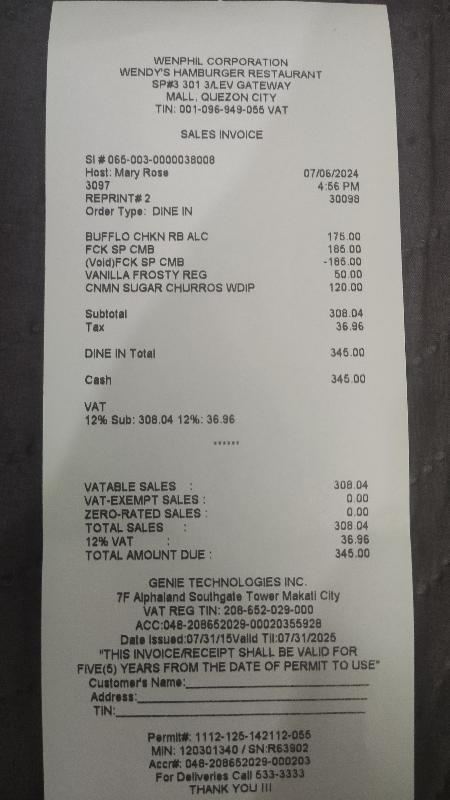 WENPHIL CORPORATION
WENDY'S HAMBURGER RESTAURANT
SP#3 301 3/LEV GATEWAY
MALL, QUEZON CITY
TIN: 001-096-949-055 VAT
SALES INVOICE
SI # 065-003-0000038008
Host: Mary Rose 07/06/2024
3097 4:56 PM
REPRINT# 2 30098
Order Type: DINE IN
BUFFLO CHKN RB ALC 175.00
FCK SP CMB 185.00
(Void)FCK SP CMB -185.00
VANILLA FROSTY REG 50.00
CNMN SUGAR CHURROS WDIP 120.00
Subtotal 308.04
Tax 36.96
DINE IN Total 345.00
Cash 345.00
VAT
12% Sub: 308.04 12%: 36.96
******
VATABLE SALES : 308.04
VAT-EXEMPT SALES : 0.00
ZERO-RATED SALES : 0.00
TOTAL SALES : 308.04
12% VAT : 36.96
TOTAL AMOUNT DUE : 345.00
GENIE TECHNOLOGIES INC.
7F Alphaland Southgate Tower Makati City
VAT REG TIN: 208-652-029-000
ACC:048-208652029-00020355928
Date Issued:07/31/15Valid Til:07/31/2025
"THIS INVOICE/RECEIPT SHALL BE VALID FOR
FIVE(5) YEARS FROM THE DATE OF PERMIT TO USE"
Customer's Name:
Address:
TIN:
Permit#: 1112-125-142112-055
MIN: 120301340 / SN:R63902
Accr#: 048-208652029-000203
For Deliveries Call 533-3333
THANK YOU !!!